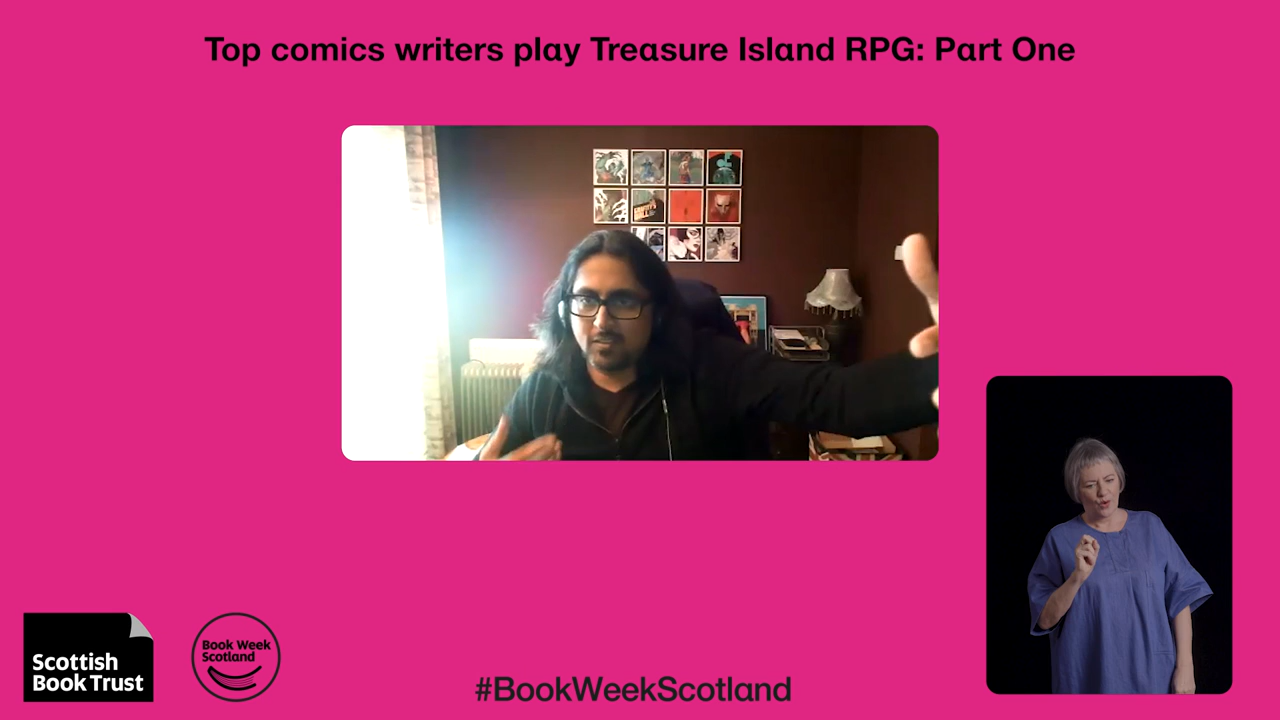 Top comics writers play Treasure Island RPG: Part One
Scottish
Book Trust
Book Week
Scotland
#BookWeekScotland